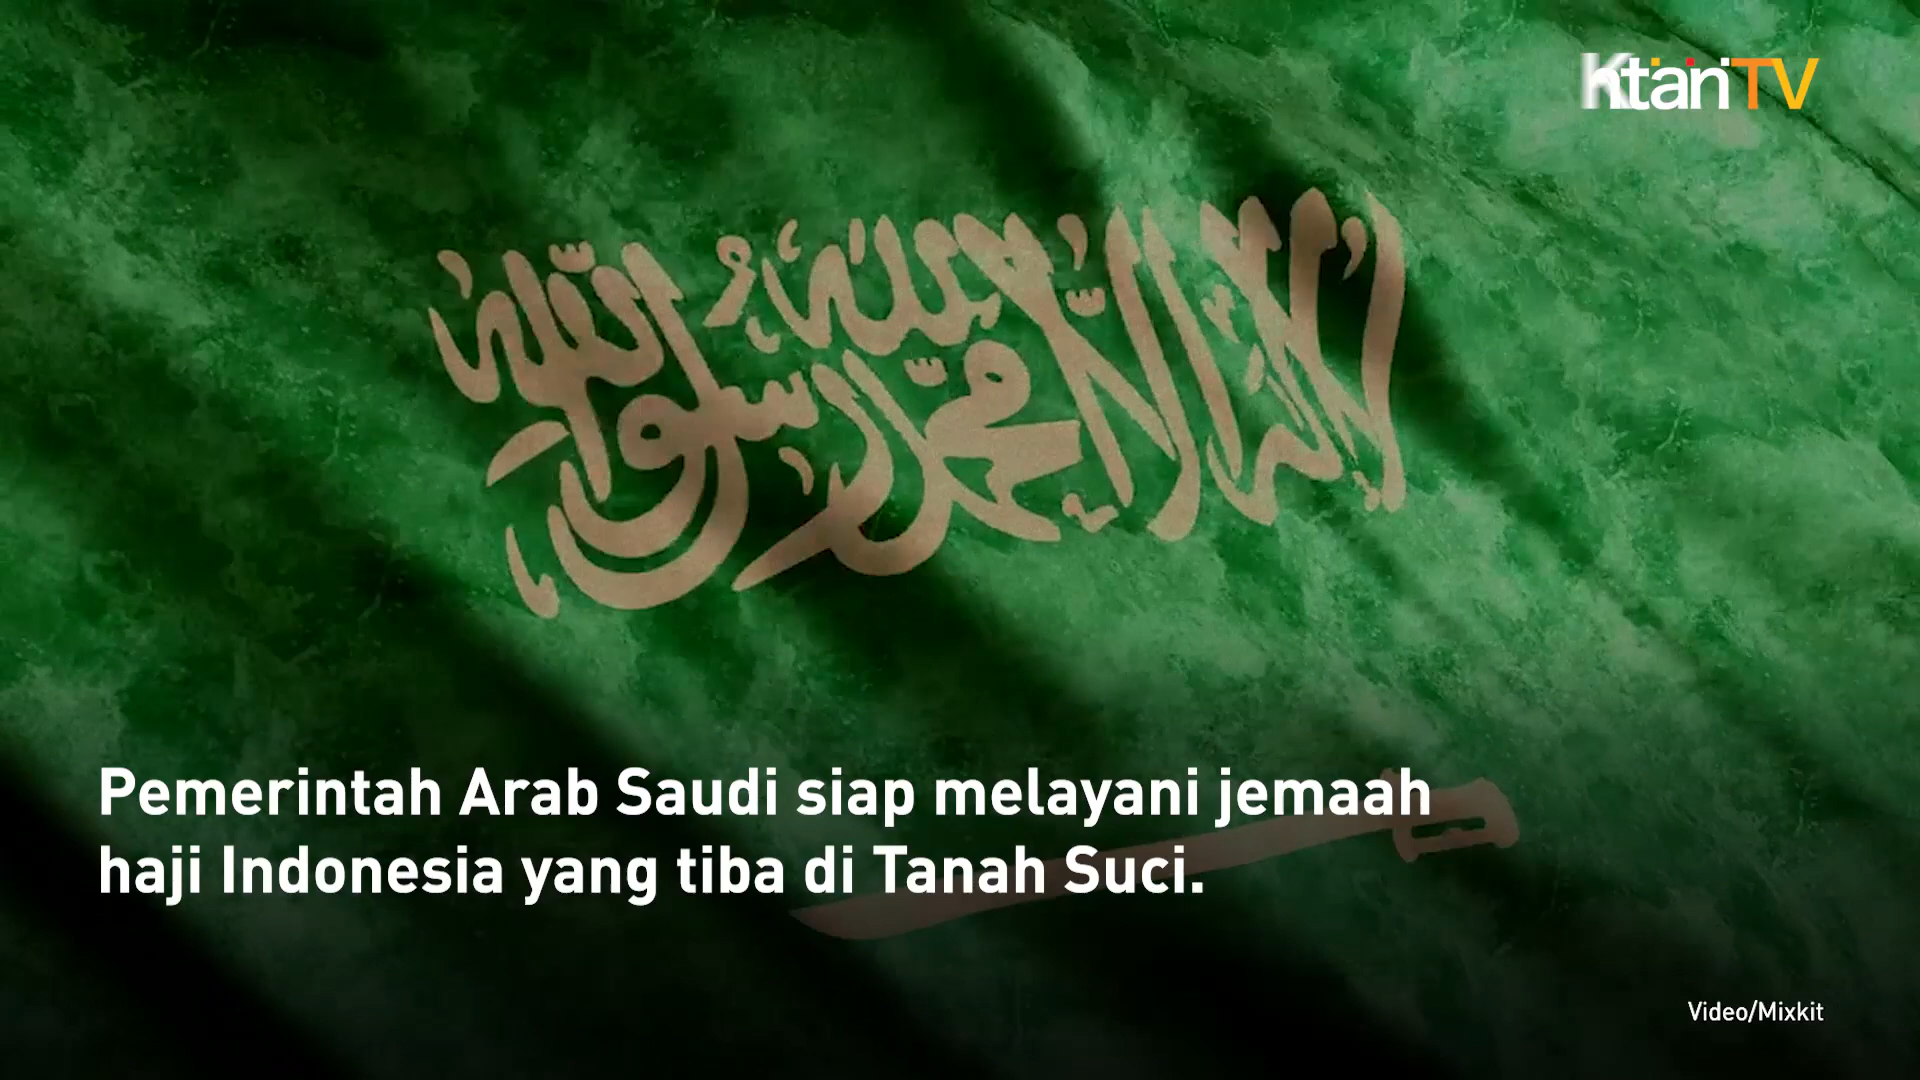 لا إله إلا الله محمد رسول الله
Pemerintah Arab Saudi siap melayani jemaah
haji Indonesia yang tiba di Tanah Suci.
Video/Mixkit